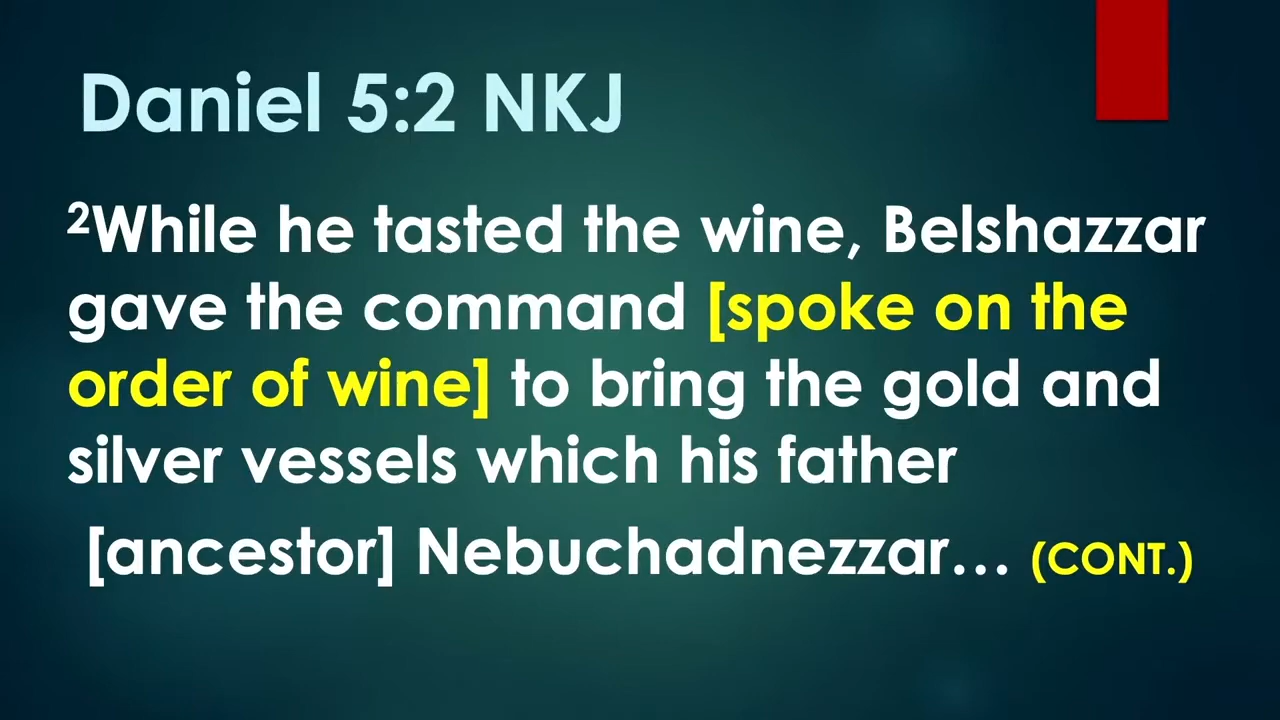 Daniel 5:2 NKJ
²While he tasted the wine, Belshazzar
gave the command [spoke on the
order of wine] to bring the gold and
silver vessels which his father
[ancestor] Nebuchadnezzar… (CONT.)